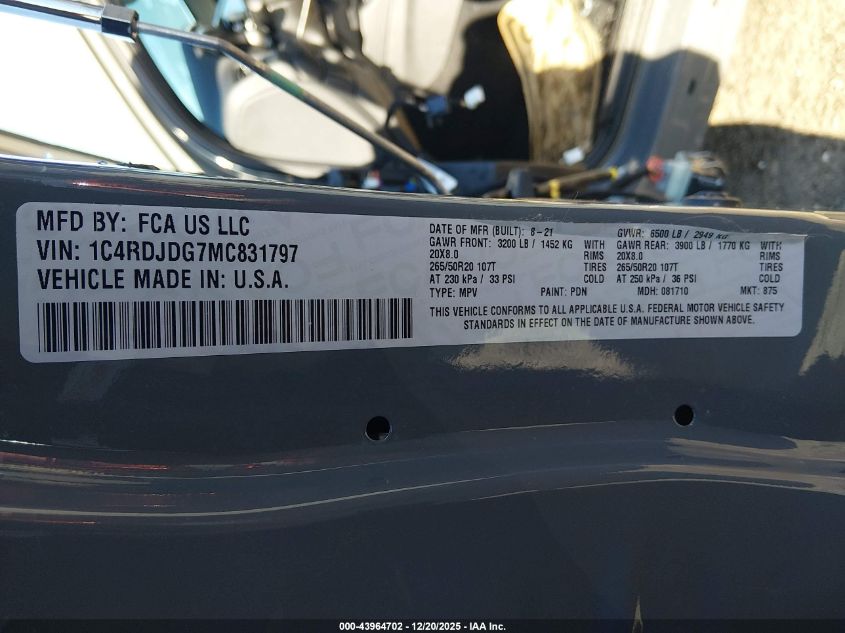 MFD BY: FCA US LLC
VIN: 1C4RDJDG7MC831797
VEHICLE MADE IN: U.S.A.
DATE OF MFR (BUILT): 8-21 GVWR: 6500 LB / 2949 KG
GAWR FRONT: 3200 LB / 1452 KG WITH GAWR REAR: 3900 LB / 1770 KG WITH
20X8.0 RIMS 20X8.0 RIMS
265/50R20 107T TIRES 265/50R20 107T TIRES
AT 230 kPa / 33 PSI COLD AT 250 kPa / 36 PSI COLD
TYPE: MPV PAINT: PDN MDH: 081710 MKT: 875
THIS VEHICLE CONFORMS TO ALL APPLICABLE U.S.A. FEDERAL MOTOR VEHICLE SAFETY
STANDARDS IN EFFECT ON THE DATE OF MANUFACTURE SHOWN ABOVE.
000-43964702 – 12/20/2025 – IAA Inc.